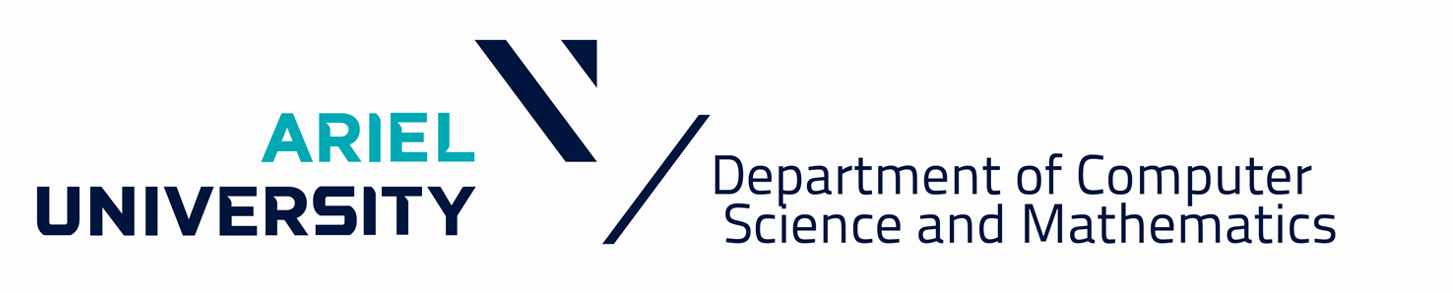 ARIEL
UNIVERSITY
Department of Computer
Science and Mathematics